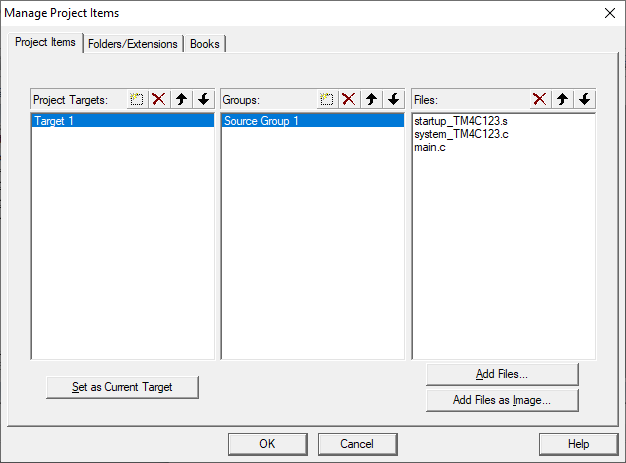 Manage Project Items
Project Items
Folders/Extensions
Books
Project Targets:
Groups:
Files:
Target 1
Source Group 1
startup_TM4C123.s
system_TM4C123.c
main.c
Set as Current Target
Add Files...
Add Files as Image...
OK
Cancel
Help